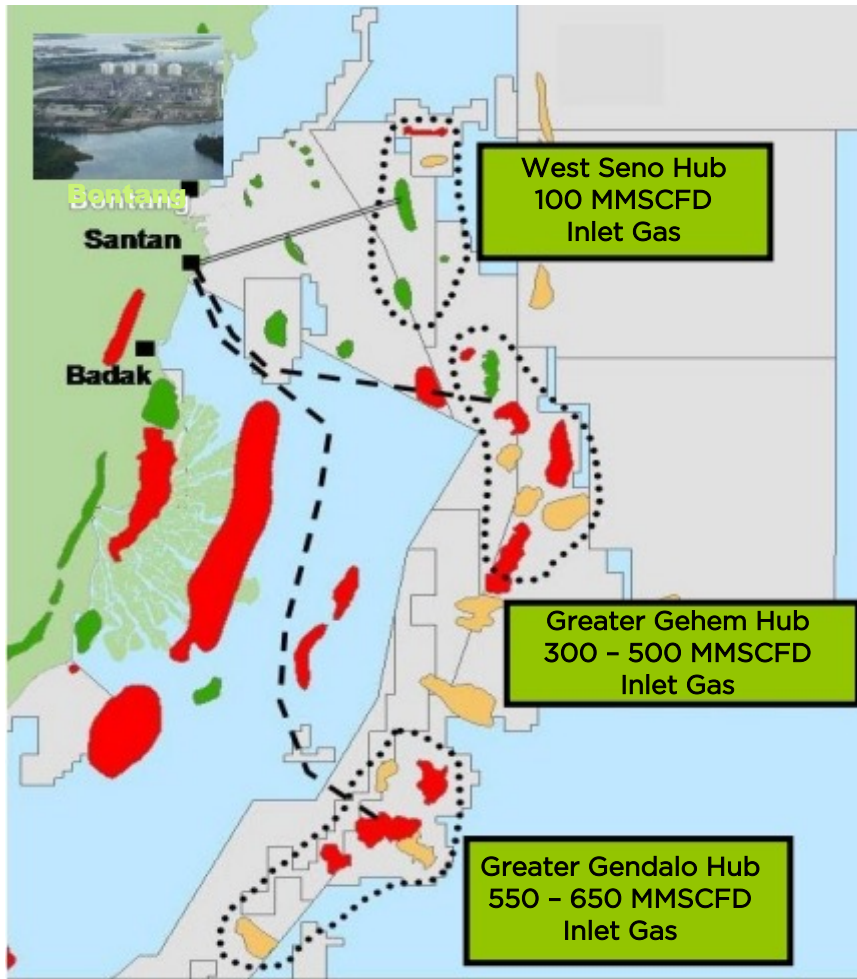 Bontang
Santan
Badak
West Seno Hub
100 MMSCFD
Inlet Gas
Greater Gehem Hub
300 – 500 MMSCFD
Inlet Gas
Greater Gendalo Hub
550 – 650 MMSCFD
Inlet Gas